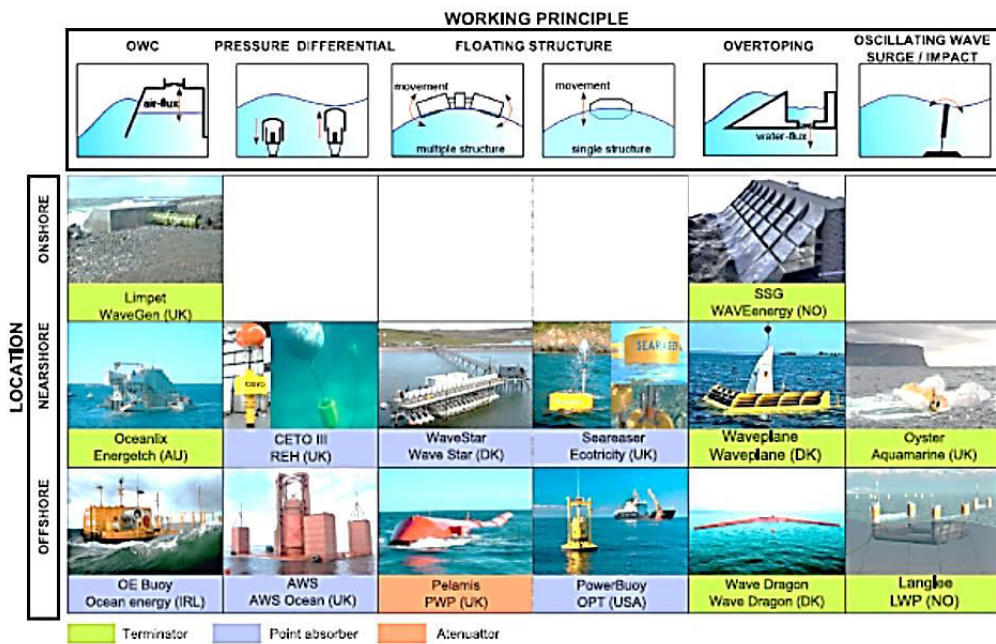 WORKING PRINCIPLE
OWC
PRESSURE DIFFERENTIAL
FLOATING STRUCTURE
OVERTOPING
OSCILLATING WAVE
SURGE / IMPACT
air-flux
movement
multiple structure
movement
single structure
water-flux
LOCATION
ONSHORE
Limpet
WaveGen (UK)
SSG
WAVEenergy (NO)
NEARSHORE
CETO
SEARASER
Oceanlix
Energetch (AU)
CETO III
REH (UK)
WaveStar
Wave Star (DK)
Seareaser
Ecotricity (UK)
Waveplane
Waveplane (DK)
Oyster
Aquamarine (UK)
OFFSHORE
OE Buoy
Ocean energy (IRL)
AWS
AWS Ocean (UK)
Pelamis
PWP (UK)
PowerBuoy
OPT (USA)
Wave Dragon
Wave Dragon (DK)
Langlee
LWP (NO)
Terminator
Point absorber
Atenuattor